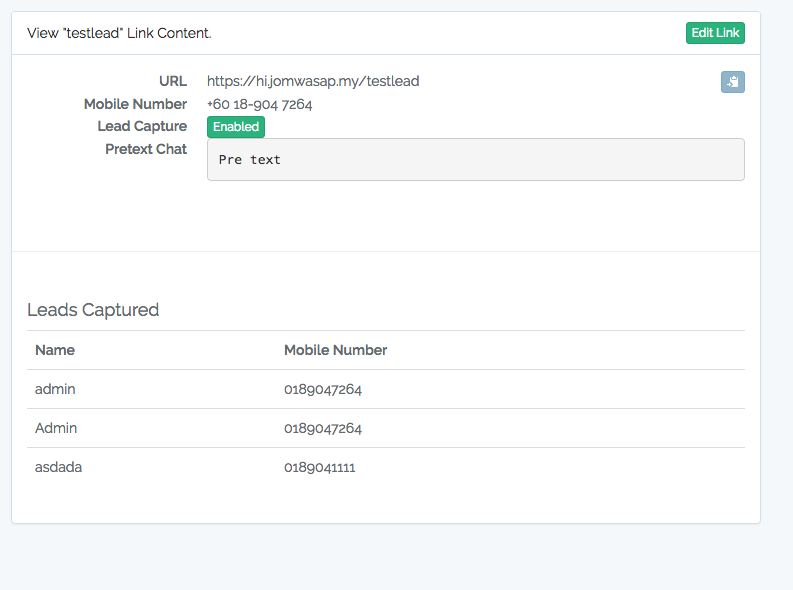 View "testlead" Link Content.
Edit Link
URL https://hi.jomwasap.my/testlead
Mobile Number +60 18-904 7264
Lead Capture Enabled
Pretext Chat Pre text
Leads Captured
Name Mobile Number
admin 0189047264
Admin 0189047264
asdada 0189041111